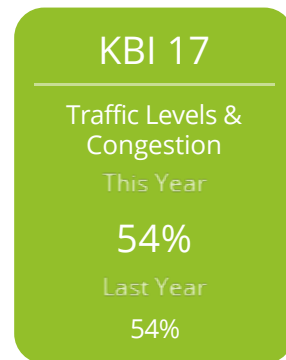 KBI 17
Traffic Levels &
Congestion
This Year
54%
Last Year
54%